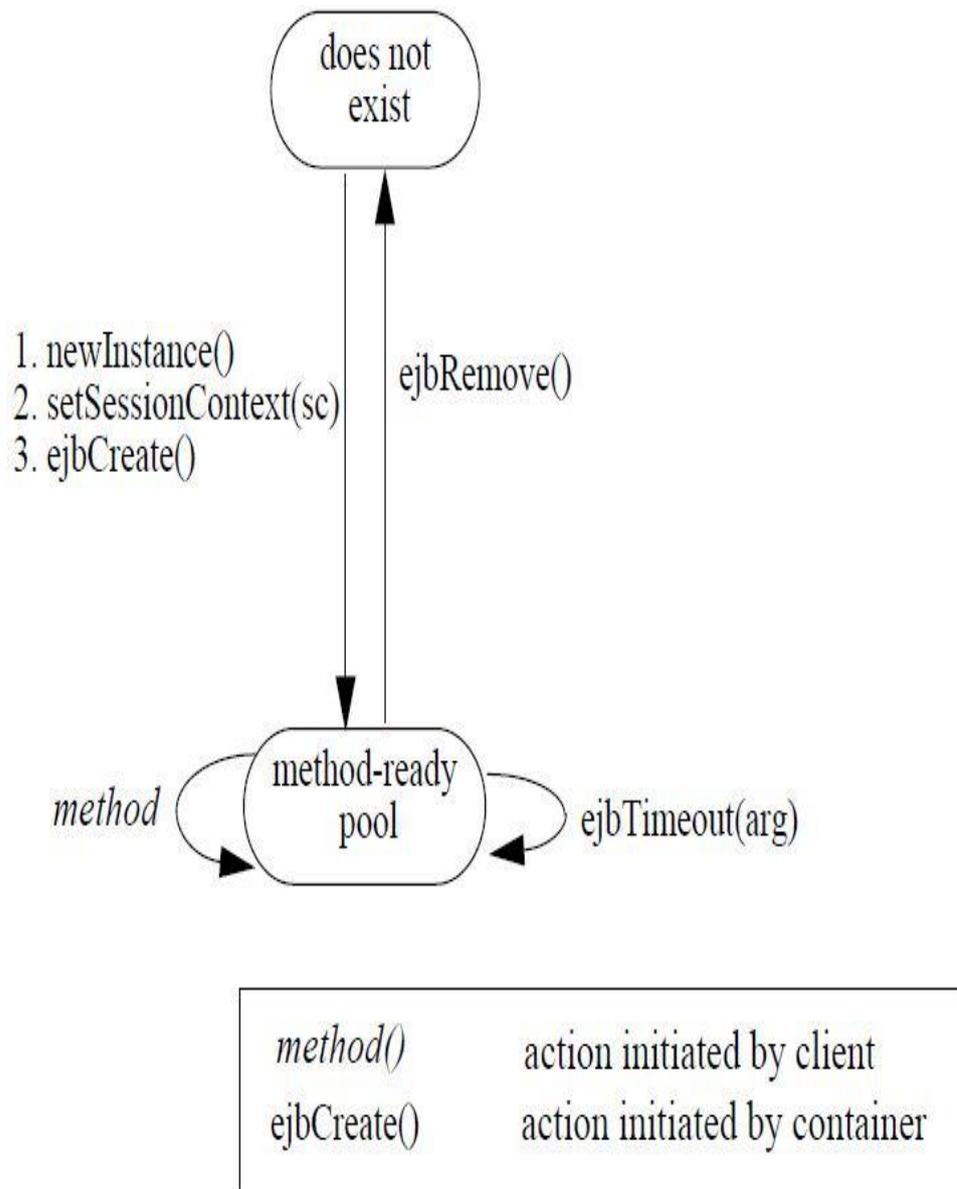 does not
exist
1. newInstance()
2. setSessionContext(sc)
3. ejbCreate()
ejbRemove()
method
method-ready
pool
ejbTimeout(arg)
method() action initiated by client
ejbCreate() action initiated by container